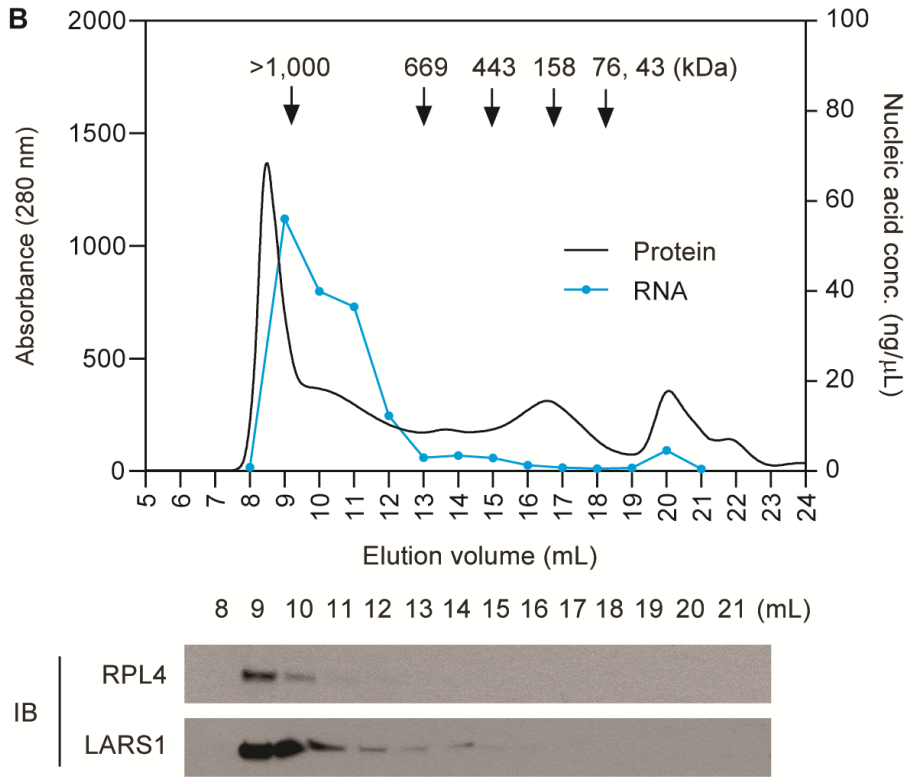 B
2000
1500
1000
500
0
Absorbance (280 nm)
100
80
60
40
20
0
Nucleic acid conc. (ng/µL)
>1,000 669 443 158 76, 43 (kDa)
Protein
RNA
5 6 7 8 9 10 11 12 13 14 15 16 17 18 19 20 21 22 23 24
Elution volume (mL)
8 9 10 11 12 13 14 15 16 17 18 19 20 21 (mL)
IB
RPL4
LARS1